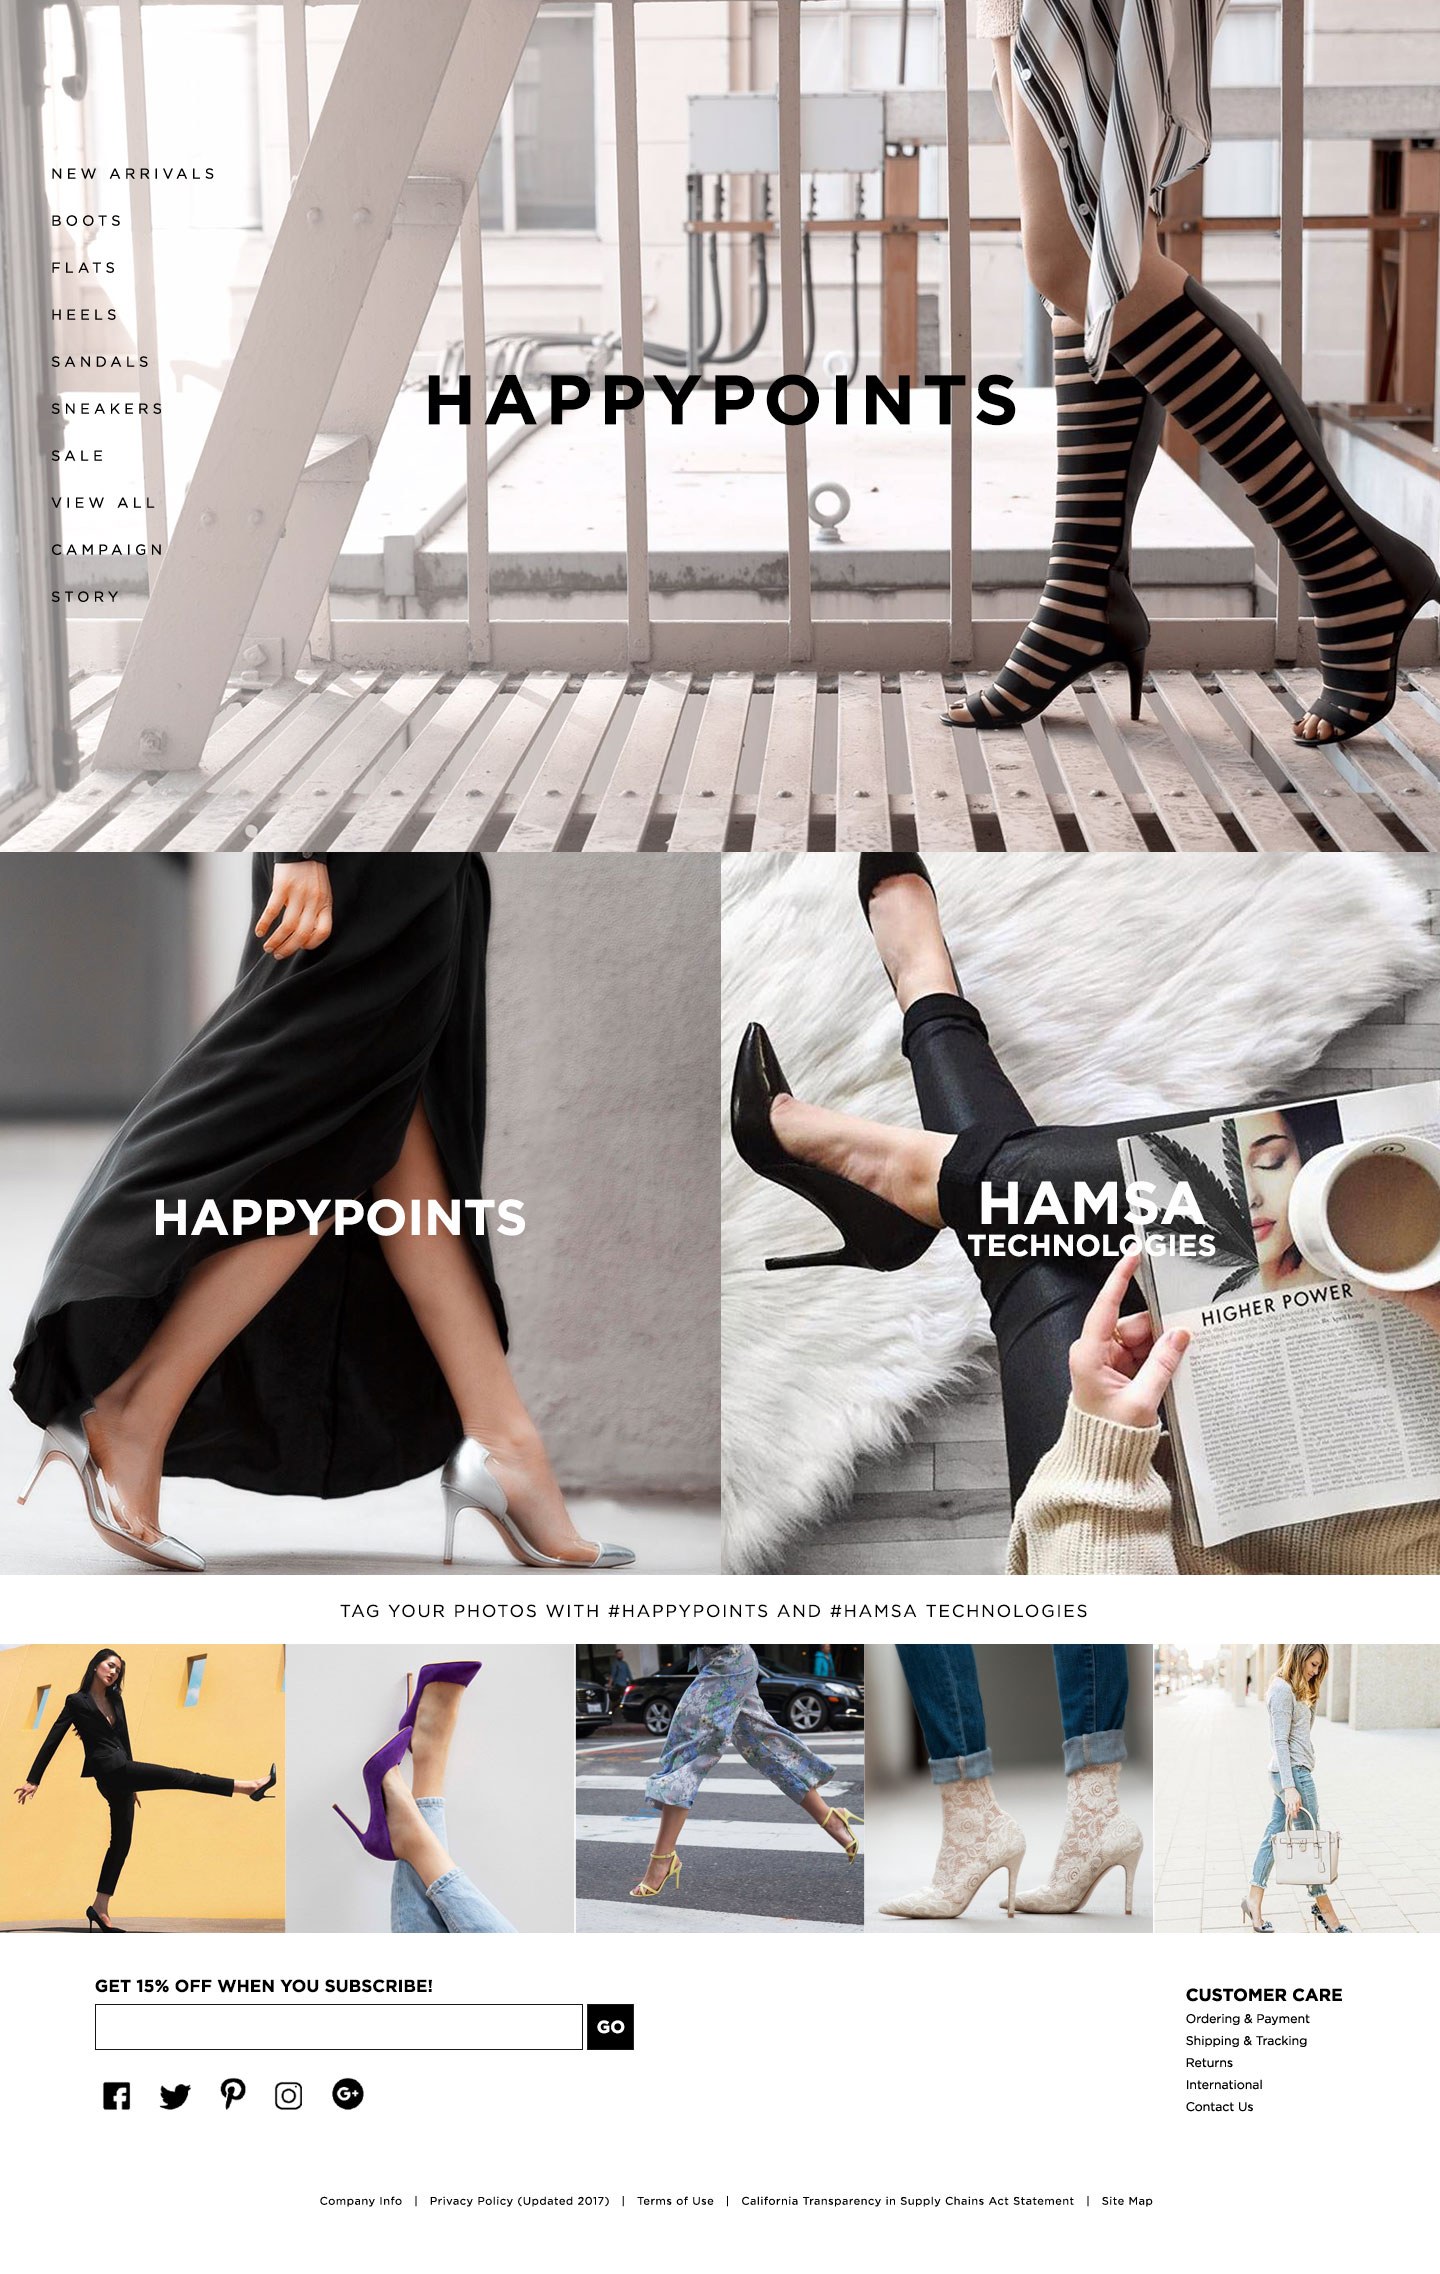 NEW ARRIVALS
BOOTS
FLATS
HEELS
SANDALS
SNEAKERS
SALE
VIEW ALL
CAMPAIGN
STORY
HAPPYPOINTS
HAPPYPOINTS
HAMSA
TECHNOLOGIES
HIGHER POWER
TAG YOUR PHOTOS WITH #HAPPYPOINTS AND #HAMSA TECHNOLOGIES
GET 15% OFF WHEN YOU SUBSCRIBE!
GO
G+
CUSTOMER CARE
Ordering & Payment
Shipping & Tracking
Returns
International
Contact Us
Company Info | Privacy Policy (Updated 2017) | Terms of Use | California Transparency in Supply Chains Act Statement | Site Map